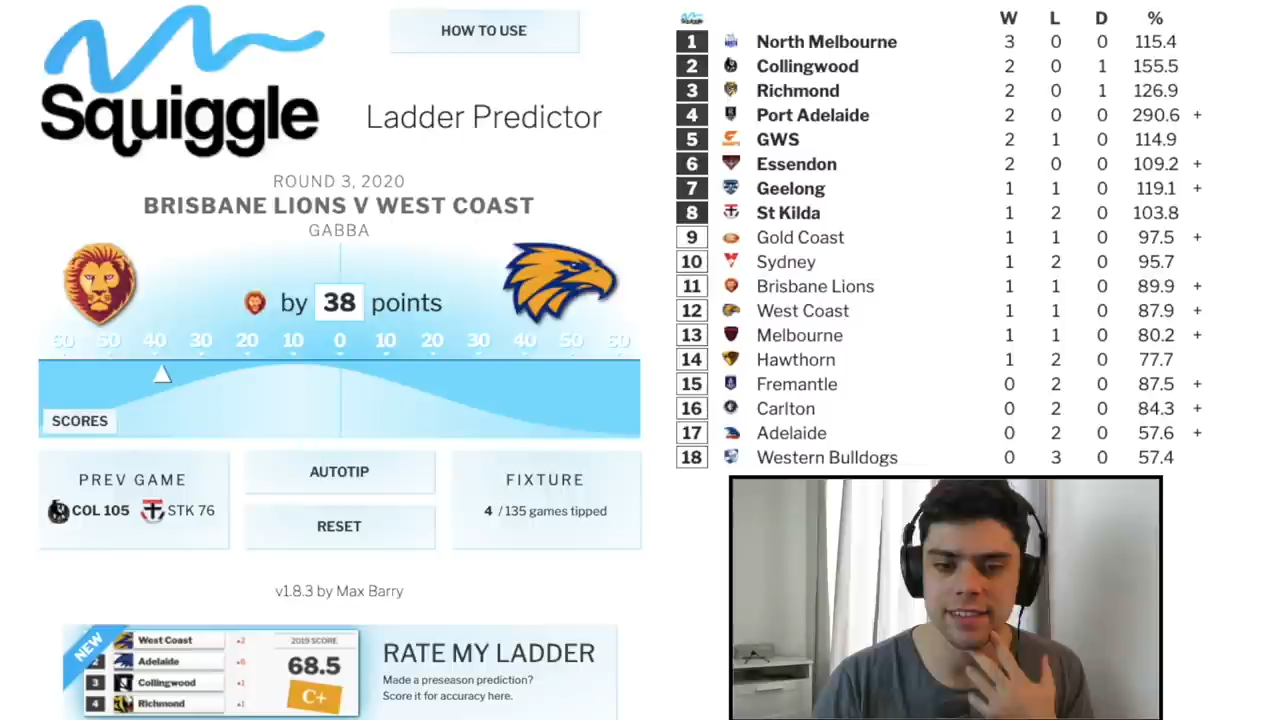 Squiggle
HOW TO USE
Ladder Predictor
ROUND 3, 2020
BRISBANE LIONS V WEST COAST
GABBA
by 38 points
60 50 40 30 20 10 0 10 20 30 40 50 60
SCORES
PREV GAME
COL 105 STK 76
AUTOTIP
RESET
FIXTURE
4 / 135 games tipped
v1.8.3 by Max Barry
NEW
West Coast 2
2 Adelaide 6
3 Collingwood 1
4 Richmond 1
2019 SCORE
68.5
C+
RATE MY LADDER
Made a preseason prediction?
Score it for accuracy here.
W L D %
1 North Melbourne 3 0 0 115.4
2 Collingwood 2 0 1 155.5
3 Richmond 2 0 1 126.9
4 Port Adelaide 2 0 0 290.6 +
5 GWS 2 1 0 114.9
6 Essendon 2 0 0 109.2 +
7 Geelong 1 1 0 119.1 +
8 St Kilda 1 2 0 103.8
9 Gold Coast 1 1 0 97.5 +
10 Sydney 1 2 0 95.7
11 Brisbane Lions 1 1 0 89.9 +
12 West Coast 1 1 0 87.9 +
13 Melbourne 1 1 0 80.2 +
14 Hawthorn 1 2 0 77.7
15 Fremantle 0 2 0 87.5 +
16 Carlton 0 2 0 84.3 +
17 Adelaide 0 2 0 57.6 +
18 Western Bulldogs 0 3 0 57.4